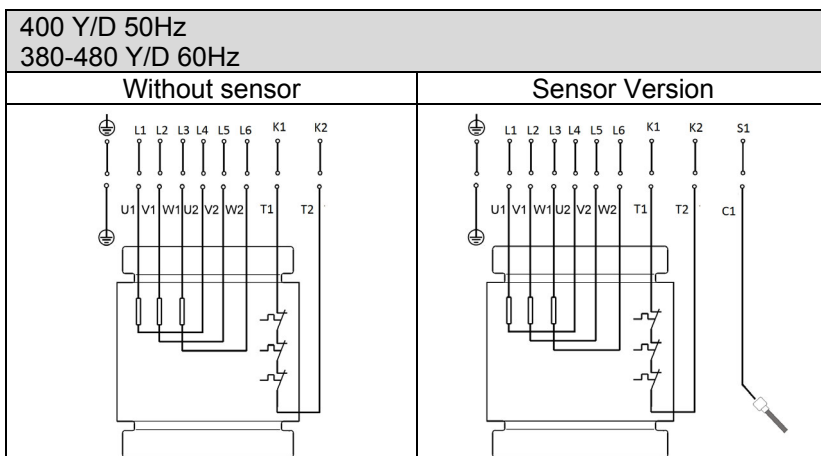 400 Y/D 50Hz
380-480 Y/D 60Hz
Without sensor
L1 L2 L3 L4 L5 L6 K1 K2
U1 V1 W1 U2 V2 W2 T1 T2
Sensor Version
L1 L2 L3 L4 L5 L6 K1 K2 S1
U1 V1 W1 U2 V2 W2 T1 T2 C1